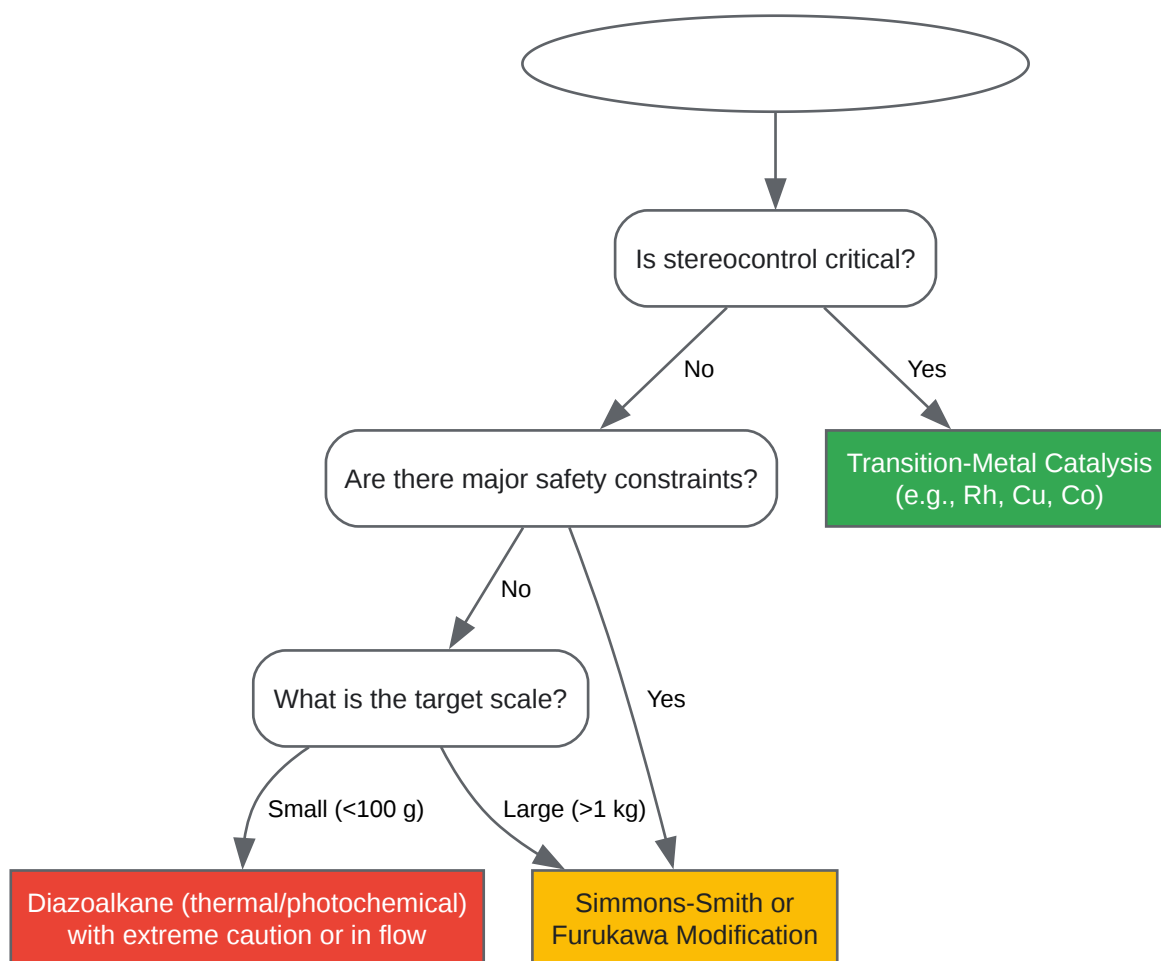 Is stereocontrol critical?
No
Yes
Are there major safety constraints?
Transition-Metal Catalysis
(e.g., Rh, Cu, Co)
No
What is the target scale?
Yes
Small (<100 g)
Large (>1 kg)
Diazoalkane (thermal/photochemical)
with extreme caution or in flow
Simmons-Smith or
Furukawa Modification